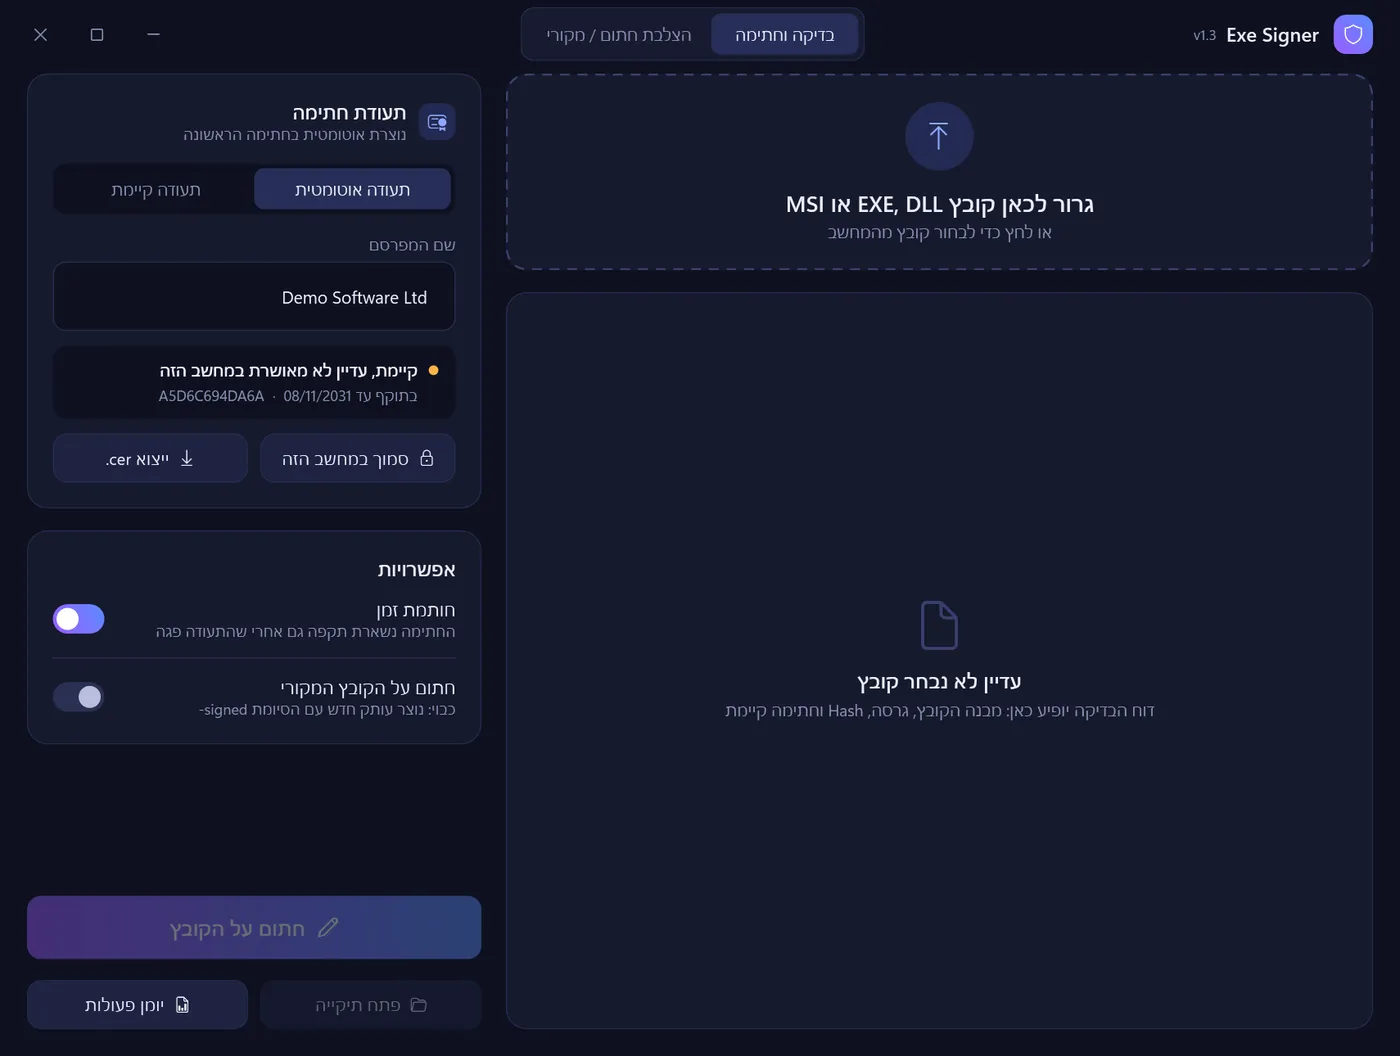 Exe Signer v1.3
בדיקה וחתימה
הצלבת חתום / מקורי
גרור לכאן קובץ EXE, DLL או MSI
או לחץ כדי לבחור קובץ מהמחשב
עדיין לא נבחר קובץ
דוח הבדיקה יופיע כאן: מבנה הקובץ, גרסה, Hash וחתימה קיימת
תעודת חתימה
נוצרת אוטומטית בחתימה הראשונה
תעודה אוטומטית
תעודה קיימת
שם המפרסם
Demo Software Ltd
קיימת, עדיין לא מאושרת במחשב הזה
בתוקף עד 08/11/2031 · A5D6C694DA6A
סמוך במחשב הזה
ייצוא cer.
אפשרויות
חותמת זמן
החתימה נשארת תקפה גם אחרי שהתעודה פגה
חתום על הקובץ המקורי
כבוי: נוצר עותק חדש עם הסיומת signed-
חתום על הקובץ
פתח תיקייה
יומן פעולות